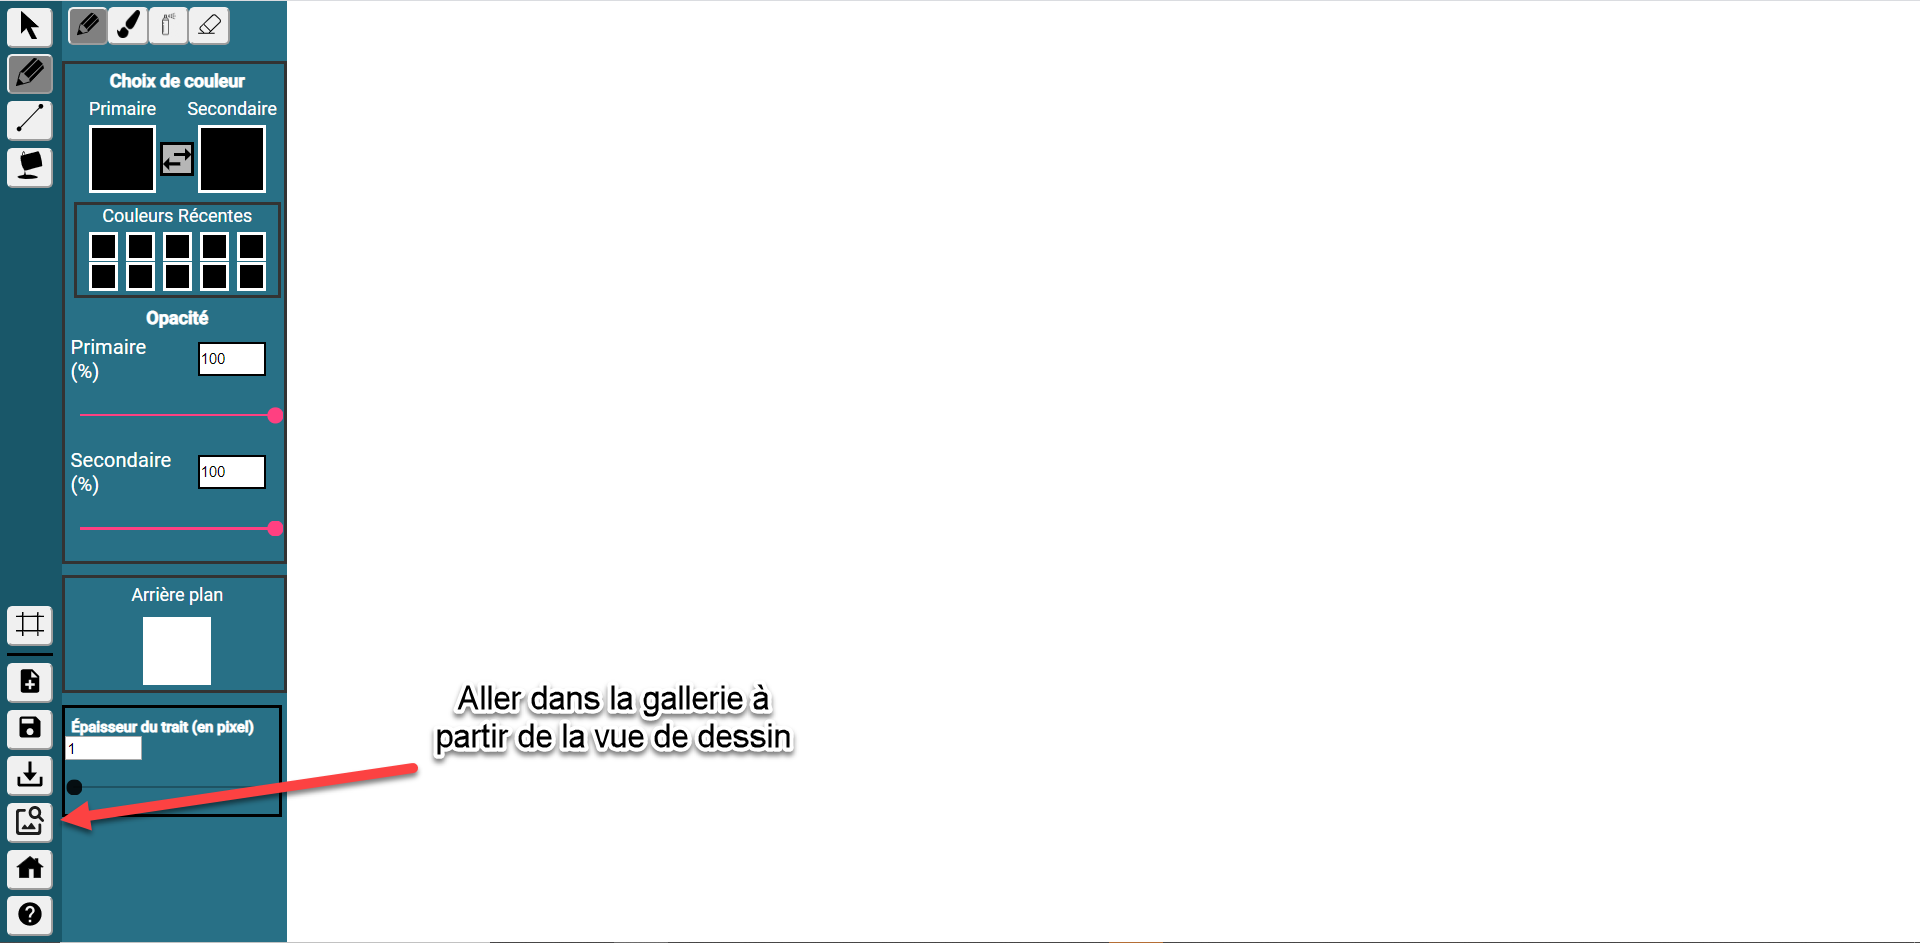 Choix de couleur
Primaire Secondaire
Couleurs Récentes
Opacité
Primaire
(%)
100
Secondaire
(%)
100
Arrière plan
Épaisseur du trait (en pixel)
1
Aller dans la gallerie à
partir de la vue de dessin